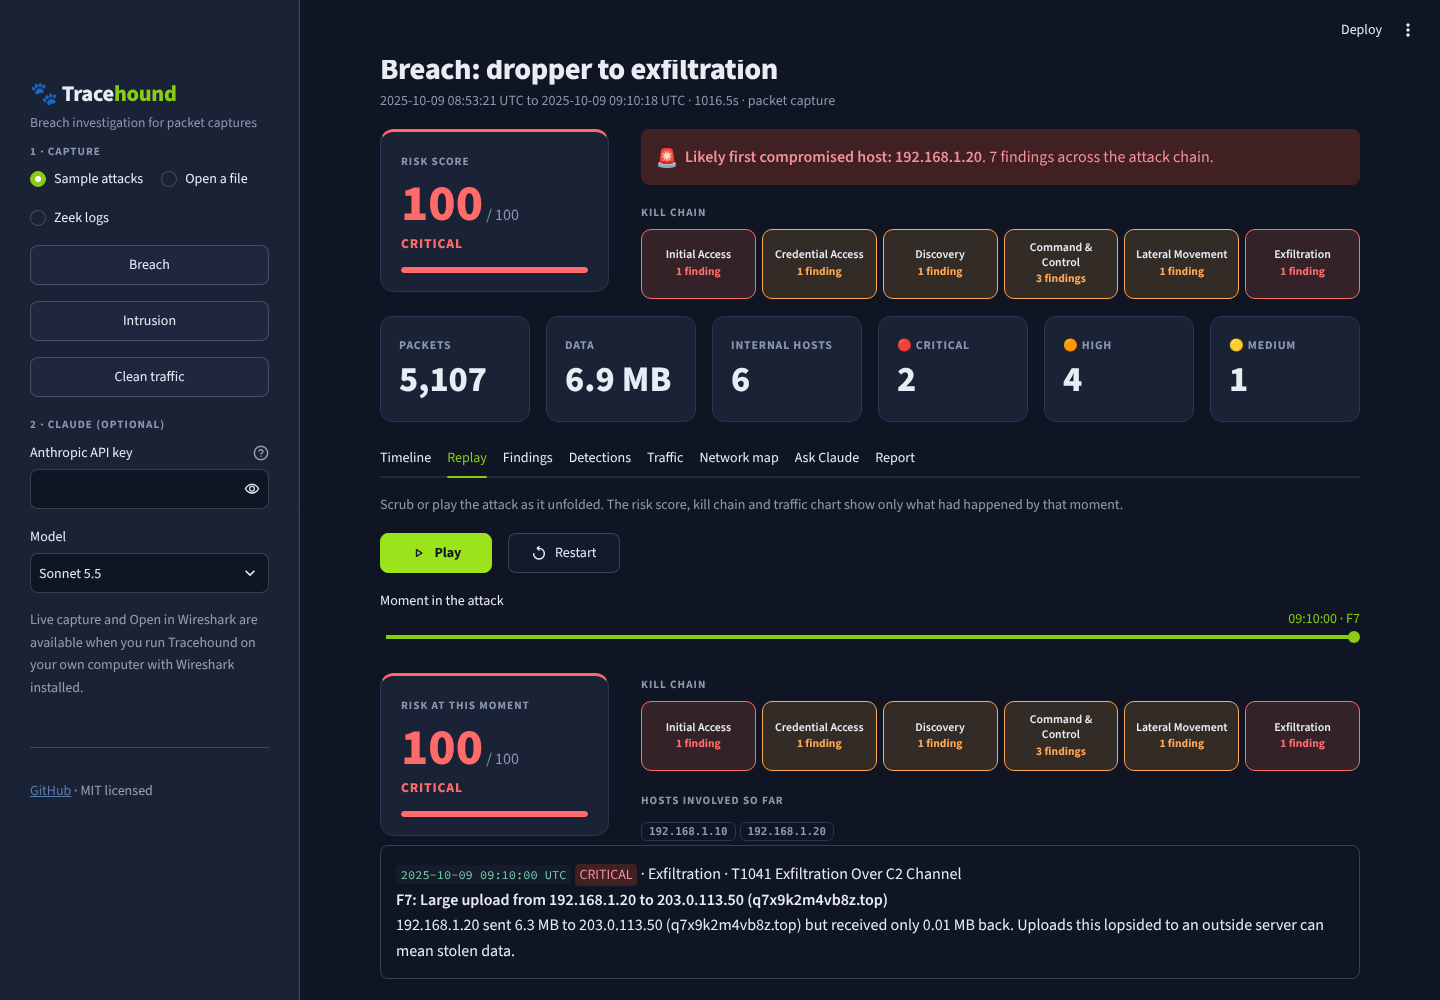 Deploy
Tracehound
Breach investigation for packet captures
1 · CAPTURE
Sample attacks
Open a file
Zeek logs
Breach
Intrusion
Clean traffic
2 · CLAUDE (OPTIONAL)
Anthropic API key
Model
Sonnet 5.5
Live capture and Open in Wireshark are
available when you run Tracehound on
your own computer with Wireshark
installed.
GitHub · MIT licensed
Breach: dropper to exfiltration
2025-10-09 08:53:21 UTC to 2025-10-09 09:10:18 UTC · 1016.5s · packet capture
RISK SCORE
100 / 100
CRITICAL
Likely first compromised host: 192.168.1.20. 7 findings across the attack chain.
KILL CHAIN
Initial Access
1 finding
Credential Access
1 finding
Discovery
1 finding
Command &
Control
3 findings
Lateral Movement
1 finding
Exfiltration
1 finding
PACKETS
5,107
DATA
6.9 MB
INTERNAL HOSTS
6
CRITICAL
2
HIGH
4
MEDIUM
1
Timeline Replay Findings Detections Traffic Network map Ask Claude Report
Scrub or play the attack as it unfolded. The risk score, kill chain and traffic chart show only what had happened by that moment.
Play
Restart
Moment in the attack
09:10:00 · F7
RISK AT THIS MOMENT
100 / 100
CRITICAL
KILL CHAIN
Initial Access
1 finding
Credential Access
1 finding
Discovery
1 finding
Command &
Control
3 findings
Lateral Movement
1 finding
Exfiltration
1 finding
HOSTS INVOLVED SO FAR
192.168.1.10 192.168.1.20
2025-10-09 09:10:00 UTC CRITICAL · Exfiltration · T1041 Exfiltration Over C2 Channel
F7: Large upload from 192.168.1.20 to 203.0.113.50 (q7x9k2m4vb8z.top)
192.168.1.20 sent 6.3 MB to 203.0.113.50 (q7x9k2m4vb8z.top) but received only 0.01 MB back. Uploads this lopsided to an outside server can
mean stolen data.